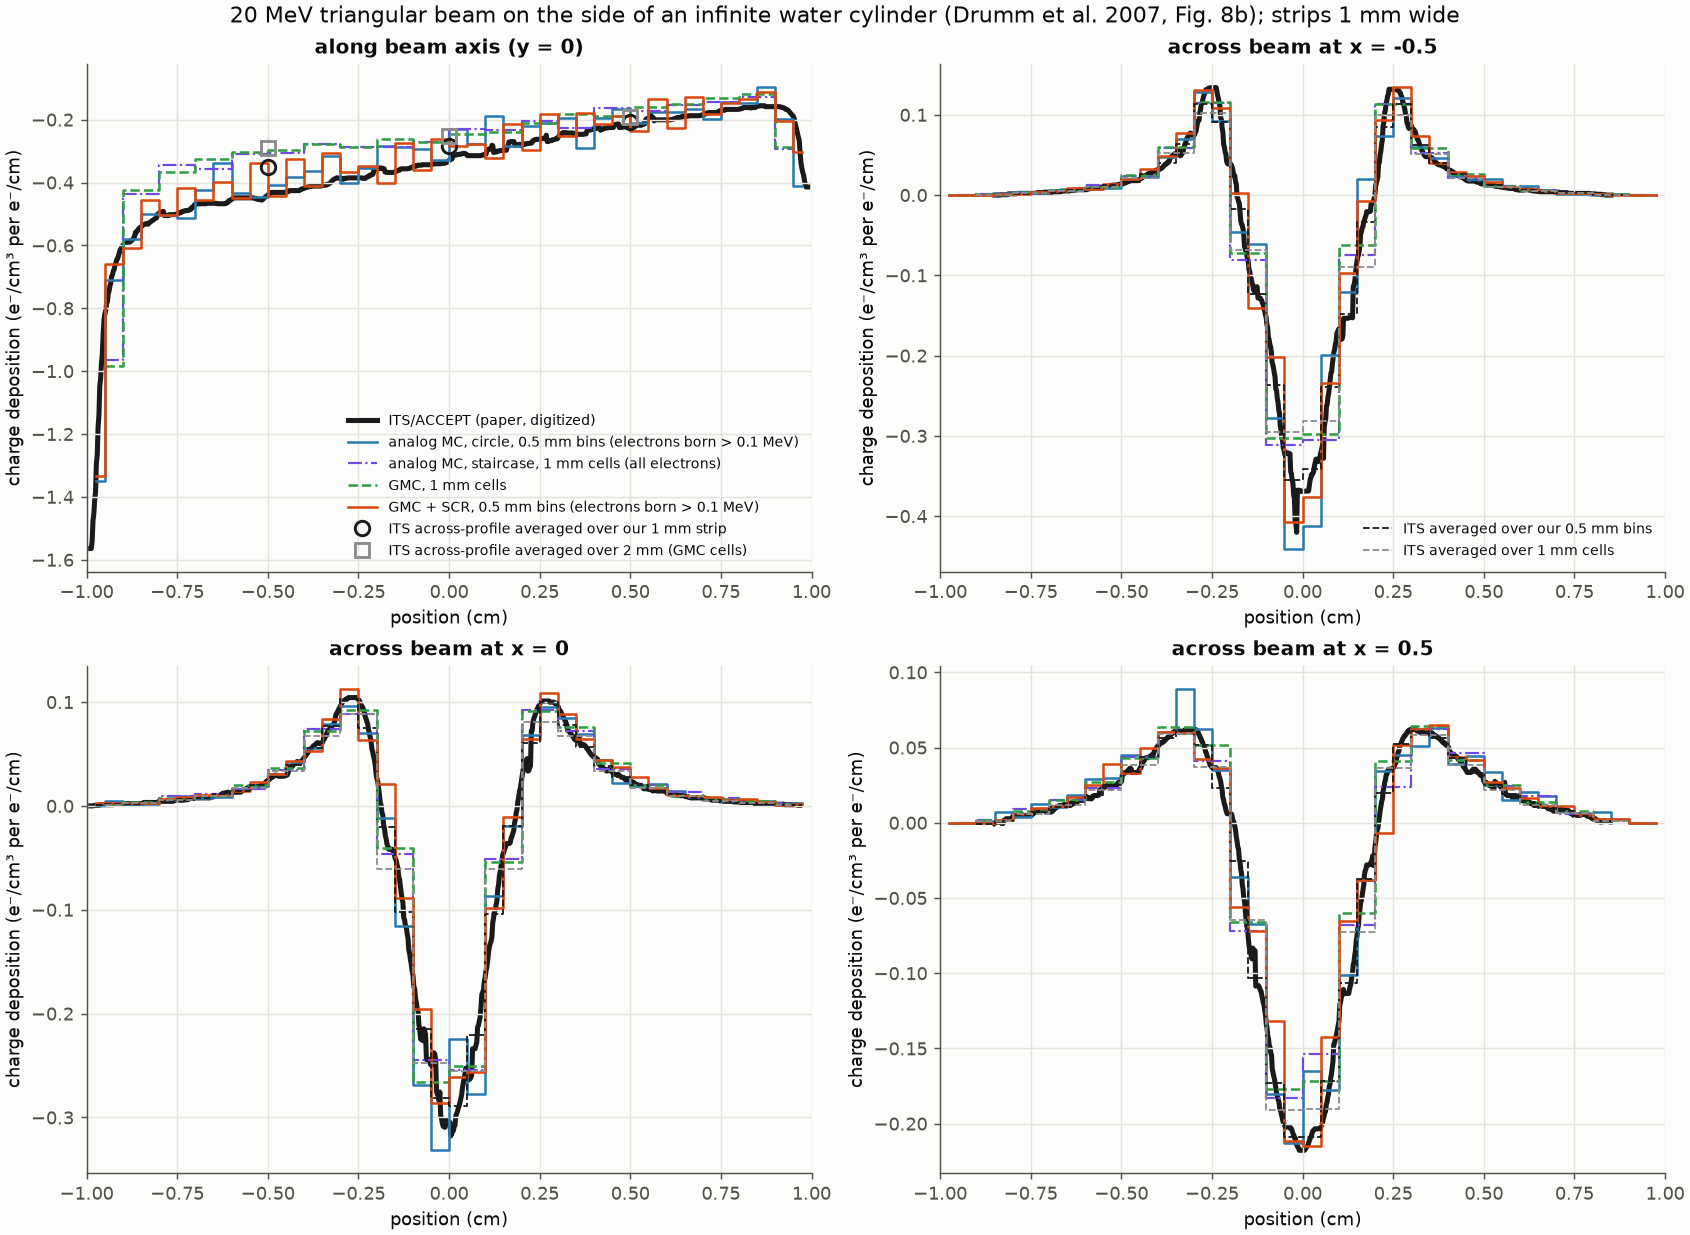 20 MeV triangular beam on the side of an infinite water cylinder (Drumm et al. 2007, Fig. 8b); strips 1 mm wide
along beam axis (y = 0)
charge deposition (e⁻/cm³ per e⁻/cm)
−0.2
−0.4
−0.6
−0.8
−1.0
−1.2
−1.4
−1.6
ITS/ACCEPT (paper, digitized)
analog MC, circle, 0.5 mm bins (electrons born > 0.1 MeV)
analog MC, staircase, 1 mm cells (all electrons)
GMC, 1 mm cells
GMC + SCR, 0.5 mm bins (electrons born > 0.1 MeV)
ITS across-profile averaged over our 1 mm strip
ITS across-profile averaged over 2 mm (GMC cells)
−1.00 −0.75 −0.50 −0.25 0.00 0.25 0.50 0.75 1.00
position (cm)
across beam at x = -0.5
charge deposition (e⁻/cm³ per e⁻/cm)
0.1
0.0
−0.1
−0.2
−0.3
−0.4
ITS averaged over our 0.5 mm bins
ITS averaged over 1 mm cells
−1.00 −0.75 −0.50 −0.25 0.00 0.25 0.50 0.75 1.00
position (cm)
across beam at x = 0
charge deposition (e⁻/cm³ per e⁻/cm)
0.1
0.0
−0.1
−0.2
−0.3
−1.00 −0.75 −0.50 −0.25 0.00 0.25 0.50 0.75 1.00
position (cm)
across beam at x = 0.5
charge deposition (e⁻/cm³ per e⁻/cm)
0.10
0.05
0.00
−0.05
−0.10
−0.15
−0.20
−1.00 −0.75 −0.50 −0.25 0.00 0.25 0.50 0.75 1.00
position (cm)